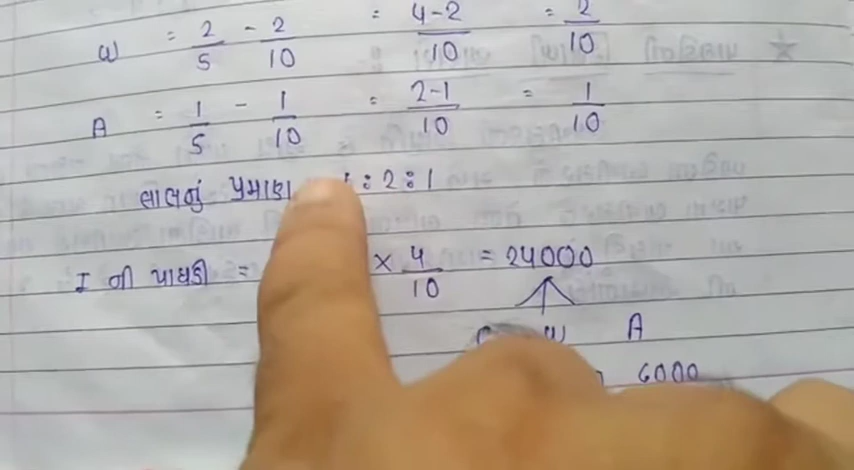 w = 2/5 - 2/10 = 4-2/10 = 2/10
A = 1/5 - 1/10 = 2-1/10 = 1/10
લાભનું પ્રમાણ : 2 : 1
I ની પાઘડી = × 4/10 = 24000
w A
6000